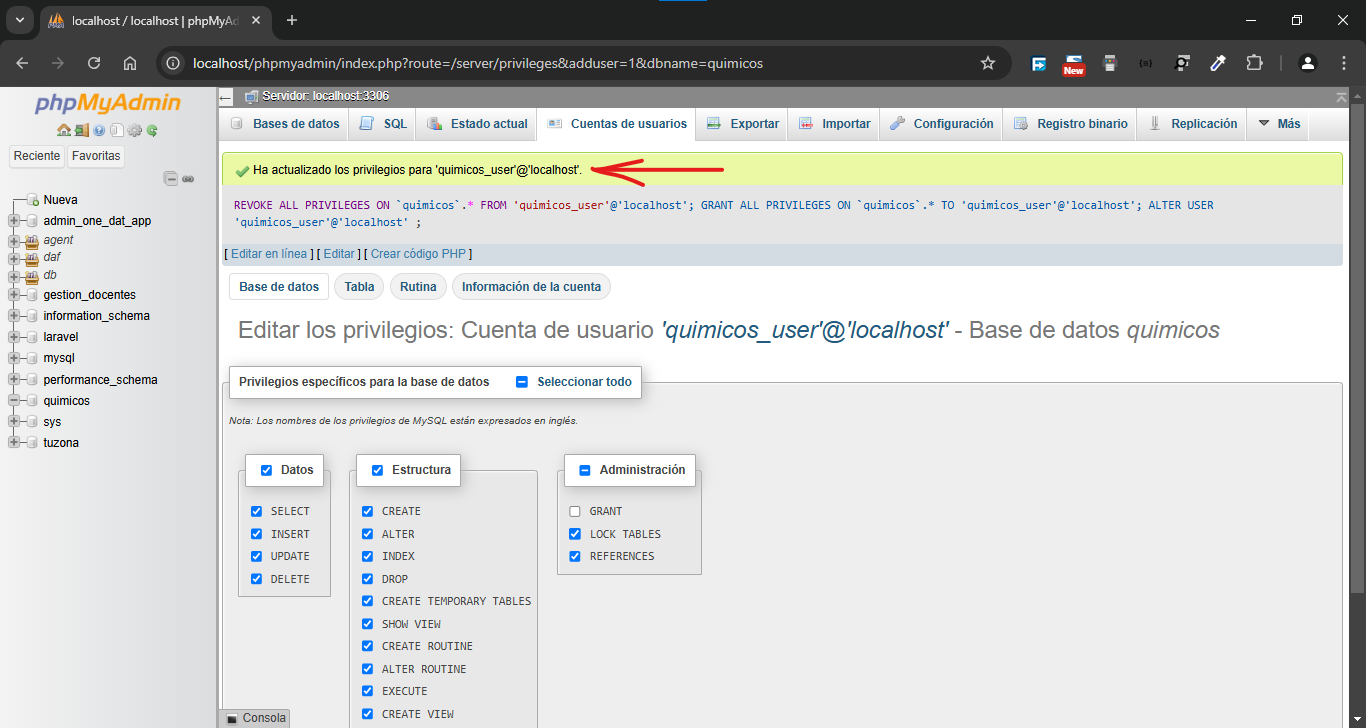 localhost / localhost | phpMyAd
localhost/phpmyadmin/index.php?route=/server/privileges&adduser=1&dbname=quimicos
New
phpMyAdmin
Reciente
Favoritas
Nueva
admin_one_dat_app
agent
daf
db
gestion_docentes
information_schema
laravel
mysql
performance_schema
quimicos
sys
tuzona
Servidor: localhost:3306
Bases de datos
SQL
Estado actual
Cuentas de usuarios
Exportar
Importar
Configuración
Registro binario
Replicación
Más
Ha actualizado los privilegios para 'quimicos_user'@'localhost'.
REVOKE ALL PRIVILEGES ON `quimicos`.* FROM 'quimicos_user'@'localhost'; GRANT ALL PRIVILEGES ON `quimicos`.* TO 'quimicos_user'@'localhost'; ALTER USER
'quimicos_user'@'localhost' ;
[ Editar en línea ] [ Editar ] [ Crear código PHP ]
Base de datos
Tabla
Rutina
Información de la cuenta
Editar los privilegios: Cuenta de usuario 'quimicos_user'@'localhost' - Base de datos quimicos
Privilegios específicos para la base de datos
Seleccionar todo
Nota: Los nombres de los privilegios de MySQL están expresados en inglés.
Datos
SELECT
INSERT
UPDATE
DELETE
Estructura
CREATE
ALTER
INDEX
DROP
CREATE TEMPORARY TABLES
SHOW VIEW
CREATE ROUTINE
ALTER ROUTINE
EXECUTE
CREATE VIEW
Administración
GRANT
LOCK TABLES
REFERENCES
Consola